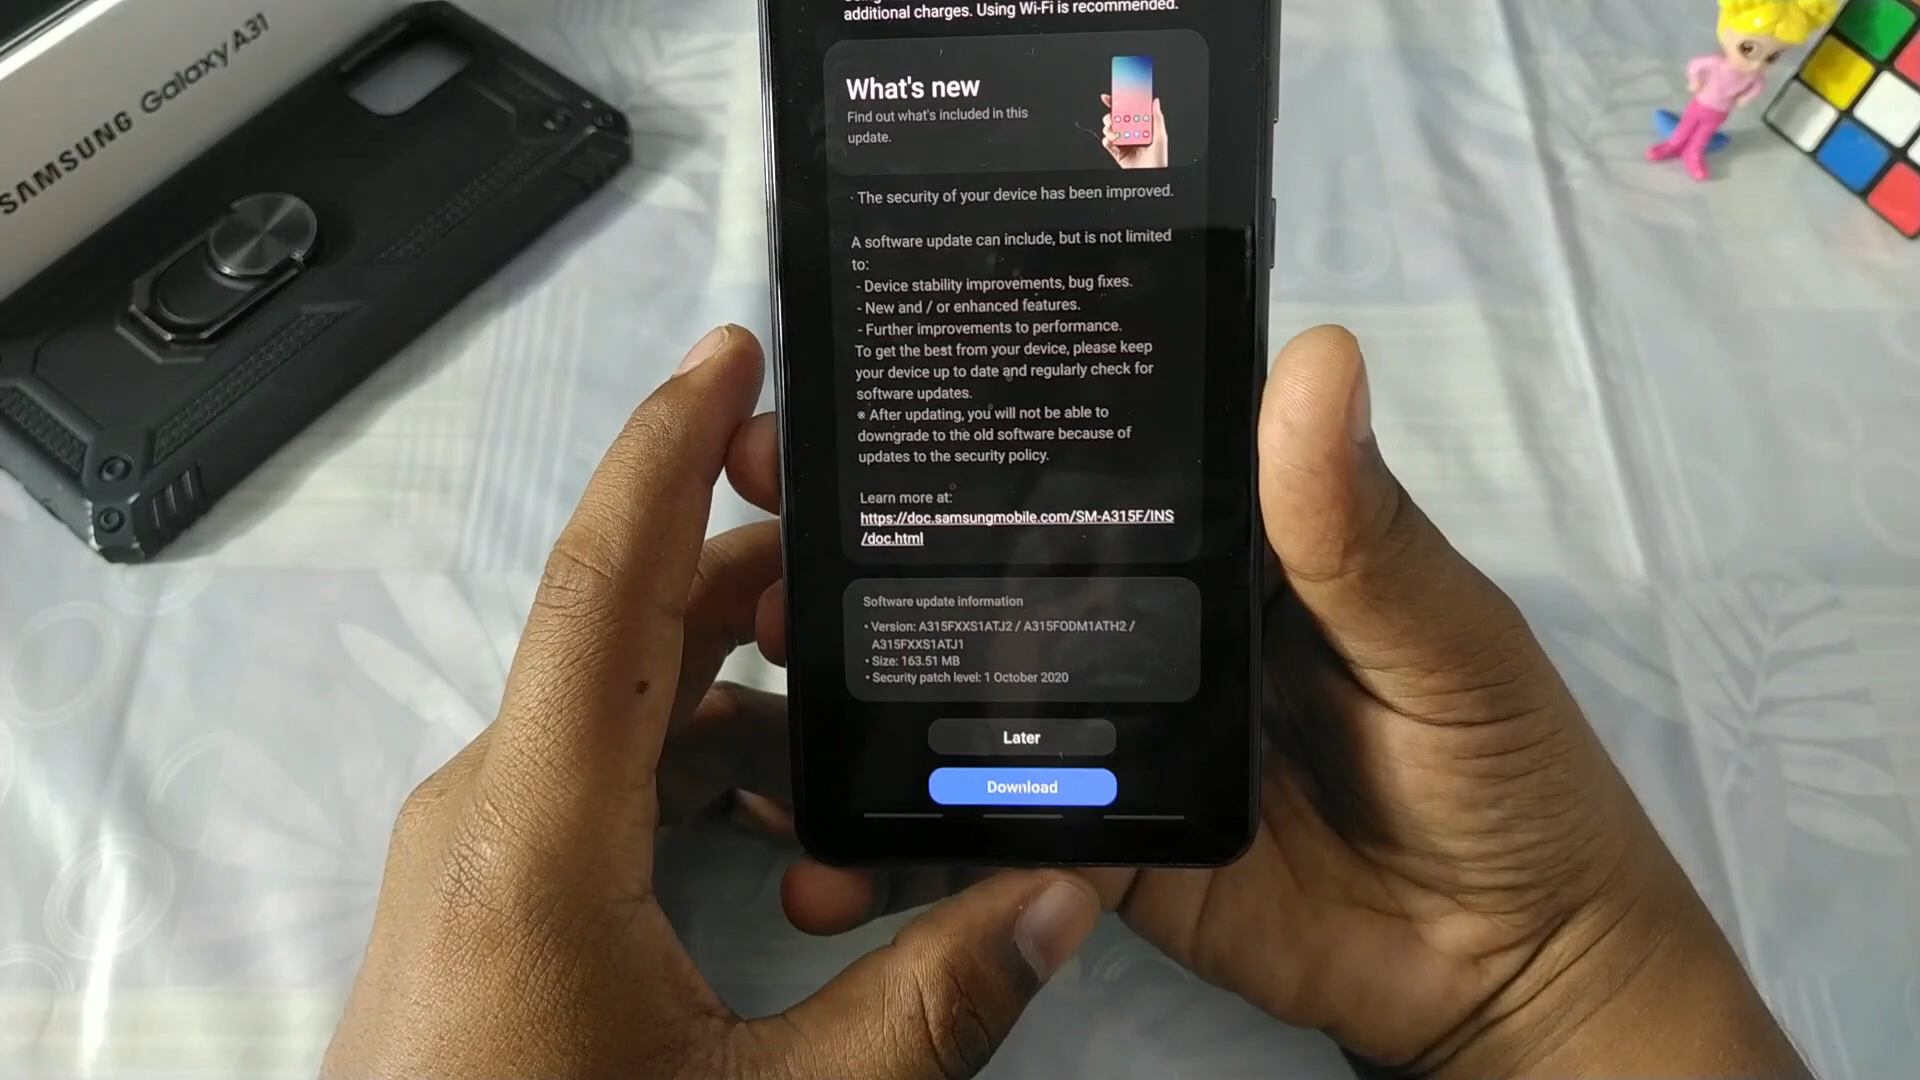 SAMSUNG Galaxy A31
additional charges. Using Wi-Fi is recommended.
What's new
Find out what's included in this
update.
· The security of your device has been improved.
A software update can include, but is not limited
to:
- Device stability improvements, bug fixes.
- New and / or enhanced features.
- Further improvements to performance.
To get the best from your device, please keep
your device up to date and regularly check for
software updates.
※ After updating, you will not be able to
downgrade to the old software because of
updates to the security policy.
Learn more at:
https://doc.samsungmobile.com/SM-A315F/INS
/doc.html
Software update information
• Version: A315FXXS1ATJ2 / A315FODM1ATH2 /
A315FXXS1ATJ1
• Size: 163.51 MB
• Security patch level: 1 October 2020
Later
Download